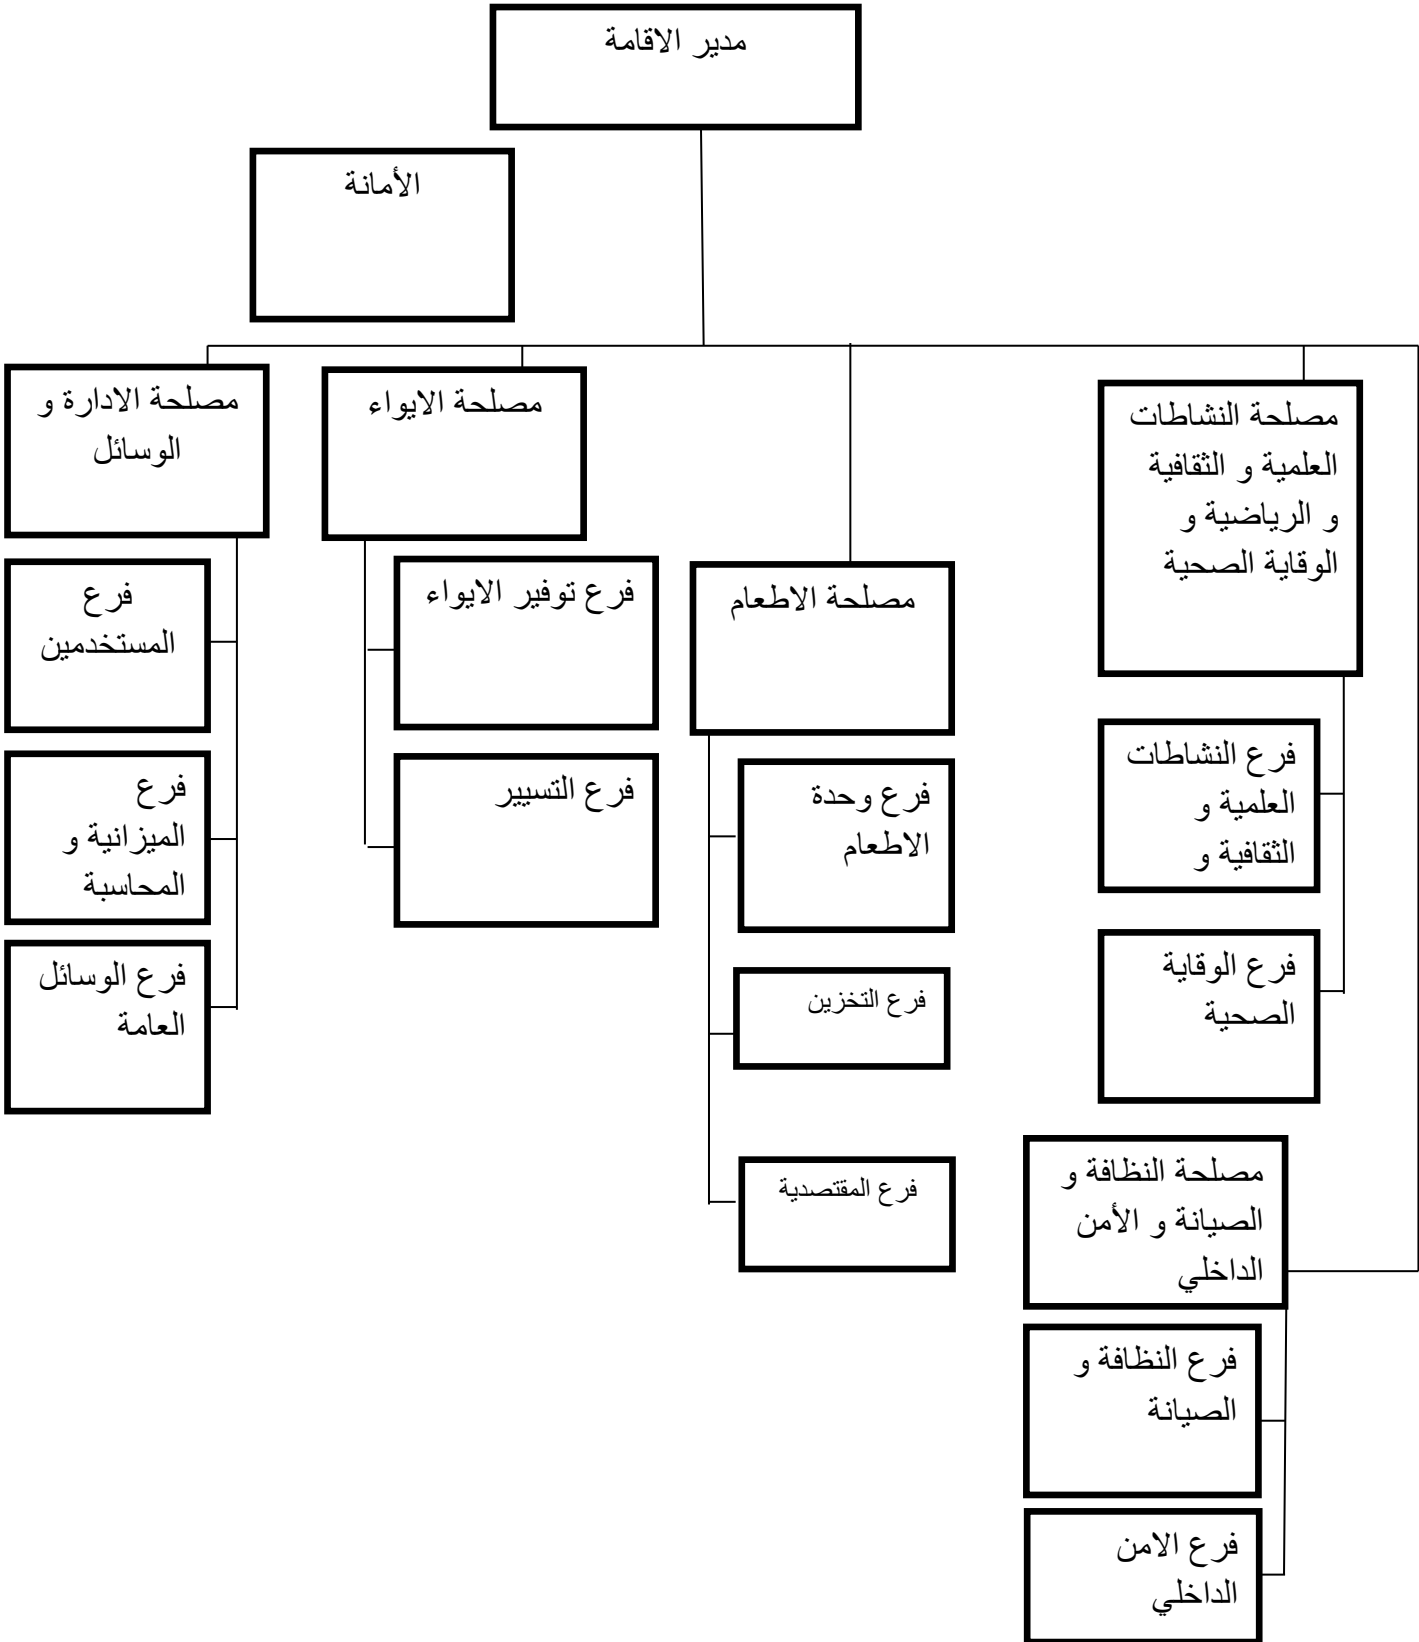 مدير الاقامة
الأمانة
مصلحة النشاطات
العلمية و الثقافية
و الرياضية و
الوقاية الصحية
فرع النشاطات
العلمية و
الثقافية و
فرع الوقاية
الصحية
مصلحة النظافة و
الصيانة و الأمن
الداخلي
فرع النظافة و
الصيانة
فرع الامن
الداخلي
مصلحة الاطعام
فرع وحدة
الاطعام
فرع التخزين
فرع المقتصدية
مصلحة الايواء
فرع توفير الايواء
فرع التسيير
مصلحة الادارة و
الوسائل
فرع
المستخدمين
فرع
الميزانية و
المحاسبة
فرع الوسائل
العامة